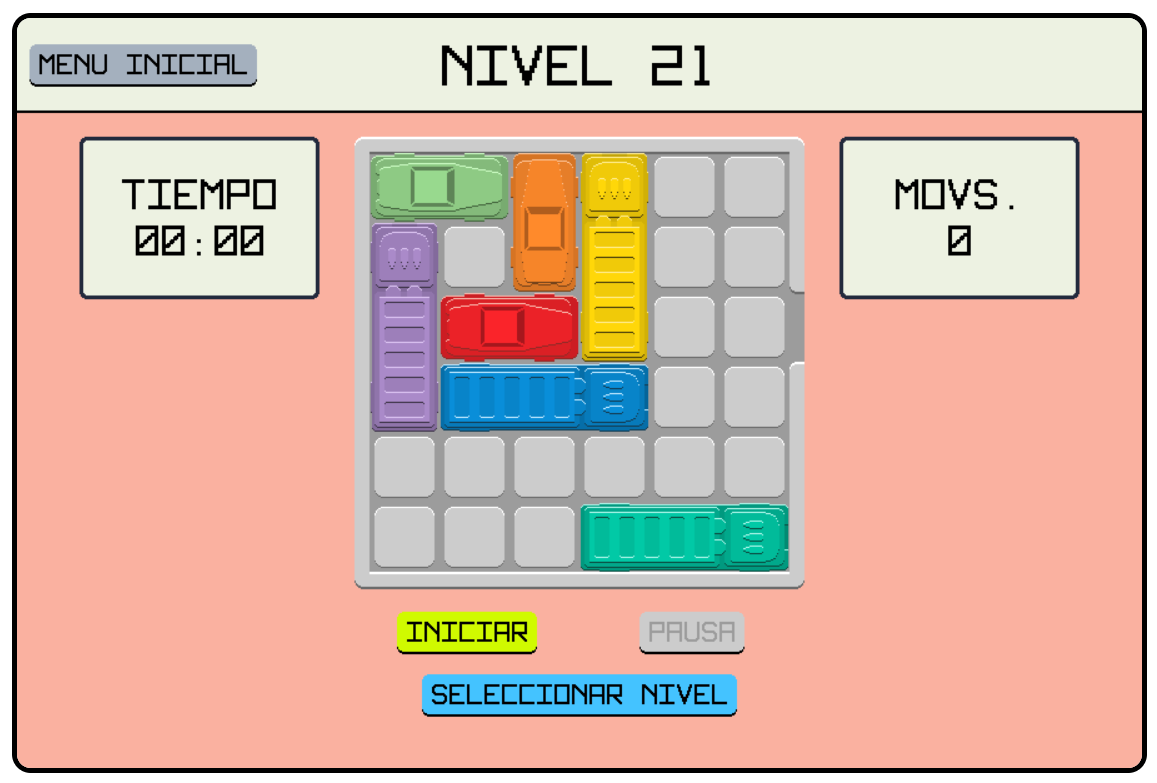 MENU INICIAL
NIVEL 21
TIEMPO
00:00
MOVS.
0
INICIAR
PAUSA
SELECCIONAR NIVEL